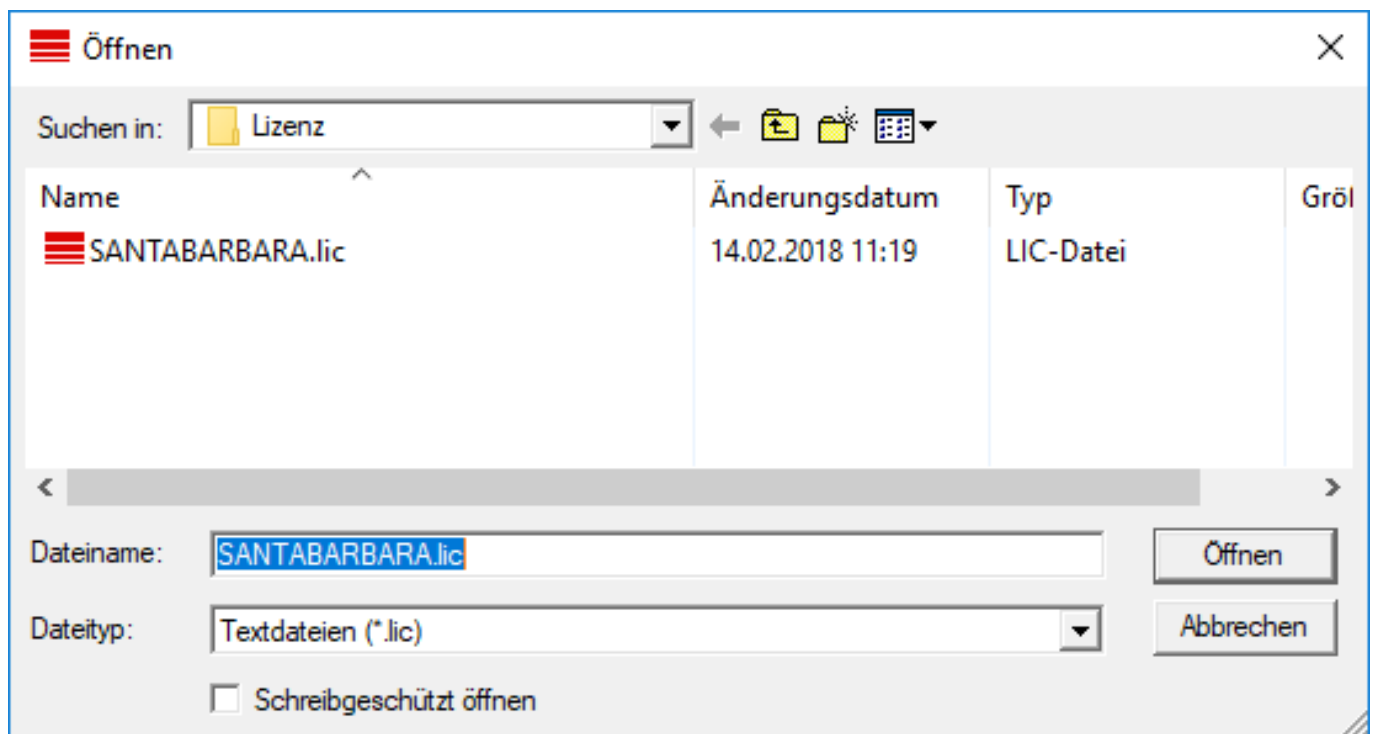 Öffnen
Suchen in: Lizenz
Name Änderungsdatum Typ Größ
SANTABARBARA.lic 14.02.2018 11:19 LIC-Datei
Dateiname: SANTABARBARA.lic Öffnen
Dateityp: Textdateien (*.lic) Abbrechen
Schreibgeschützt öffnen